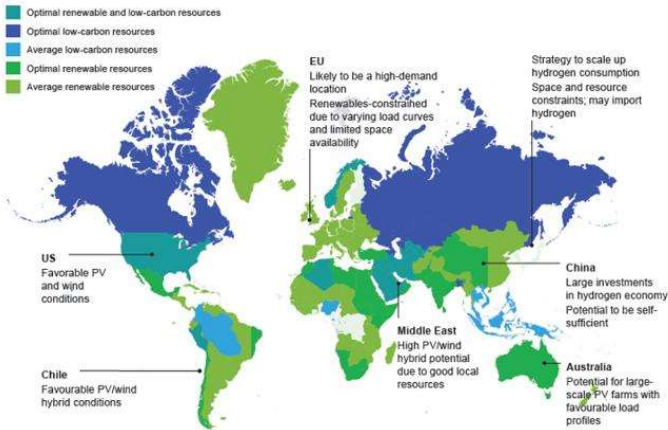 Optimal renewable and low-carbon resources
Optimal low-carbon resources
Average low-carbon resources
Optimal renewable resources
Average renewable resources
EU
Likely to be a high-demand
location
Renewables-constrained
due to varying load curves
and limited space
availability
Strategy to scale up
hydrogen consumption
Space and resource
constraints; may import
hydrogen
US
Favorable PV
and wind
conditions
Chile
Favourable PV/wind
hybrid conditions
Middle East
High PV/wind
hybrid potential
due to good local
resources
China
Large investments
in hydrogen economy
Potential to be self-
sufficient
Australia
Potential for large-
scale PV farms with
favourable load
profiles